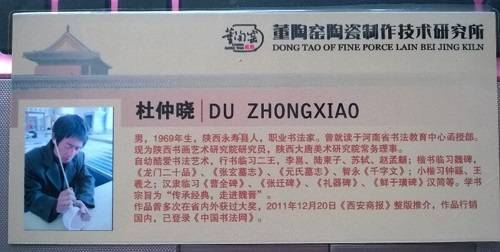 董陶窑
董陶窑陶瓷制作技术研究所
DONG TAO OF FINE PORCE LAIN BEI JING KILN
杜仲晓 DU ZHONGXIAO
男，1969年生，陕西永寿县人，职业书法家。曾就读于河南省书法教育中心函授部。
现为陕西书画艺术研究院研究员，陕西大唐美术研究院常务理事。
自幼酷爱书法艺术，行书临习二王、李邕、陆柬子、苏轼、赵孟頫；楷书临习魏碑，
《龙门二十品》、《张玄墓志》、《元氏墓志》、智永《千字文》；小楷习钟繇、王
羲之；汉隶临习《曹全碑》、《张迁碑》、《礼器碑》、《鲜于璜碑》汉简等。学书
宗旨为“传承经典，走进魏晋”。
作品曾多次在省内外获过大奖，2011年12月20日《西安商报》整版推介，作品行销
国内，已登录《中国书法网》。